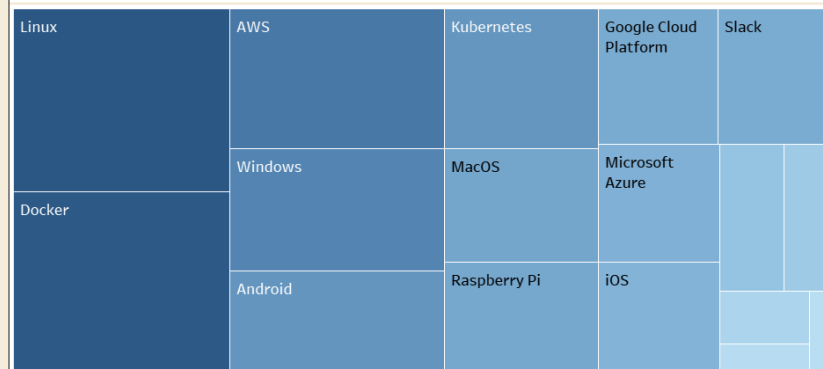 Linux
AWS
Kubernetes
Google Cloud
Platform
Slack
Windows
MacOS
Microsoft
Azure
Docker
Android
Raspberry Pi
iOS